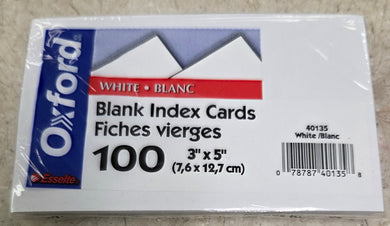 Oxford
Esselte
WHITE • BLANC
Blank Index Cards
Fiches vierges
100
3" x 5"
(7,6 x 12,7 cm)
40135
White /Blanc
0 78787 40135 8